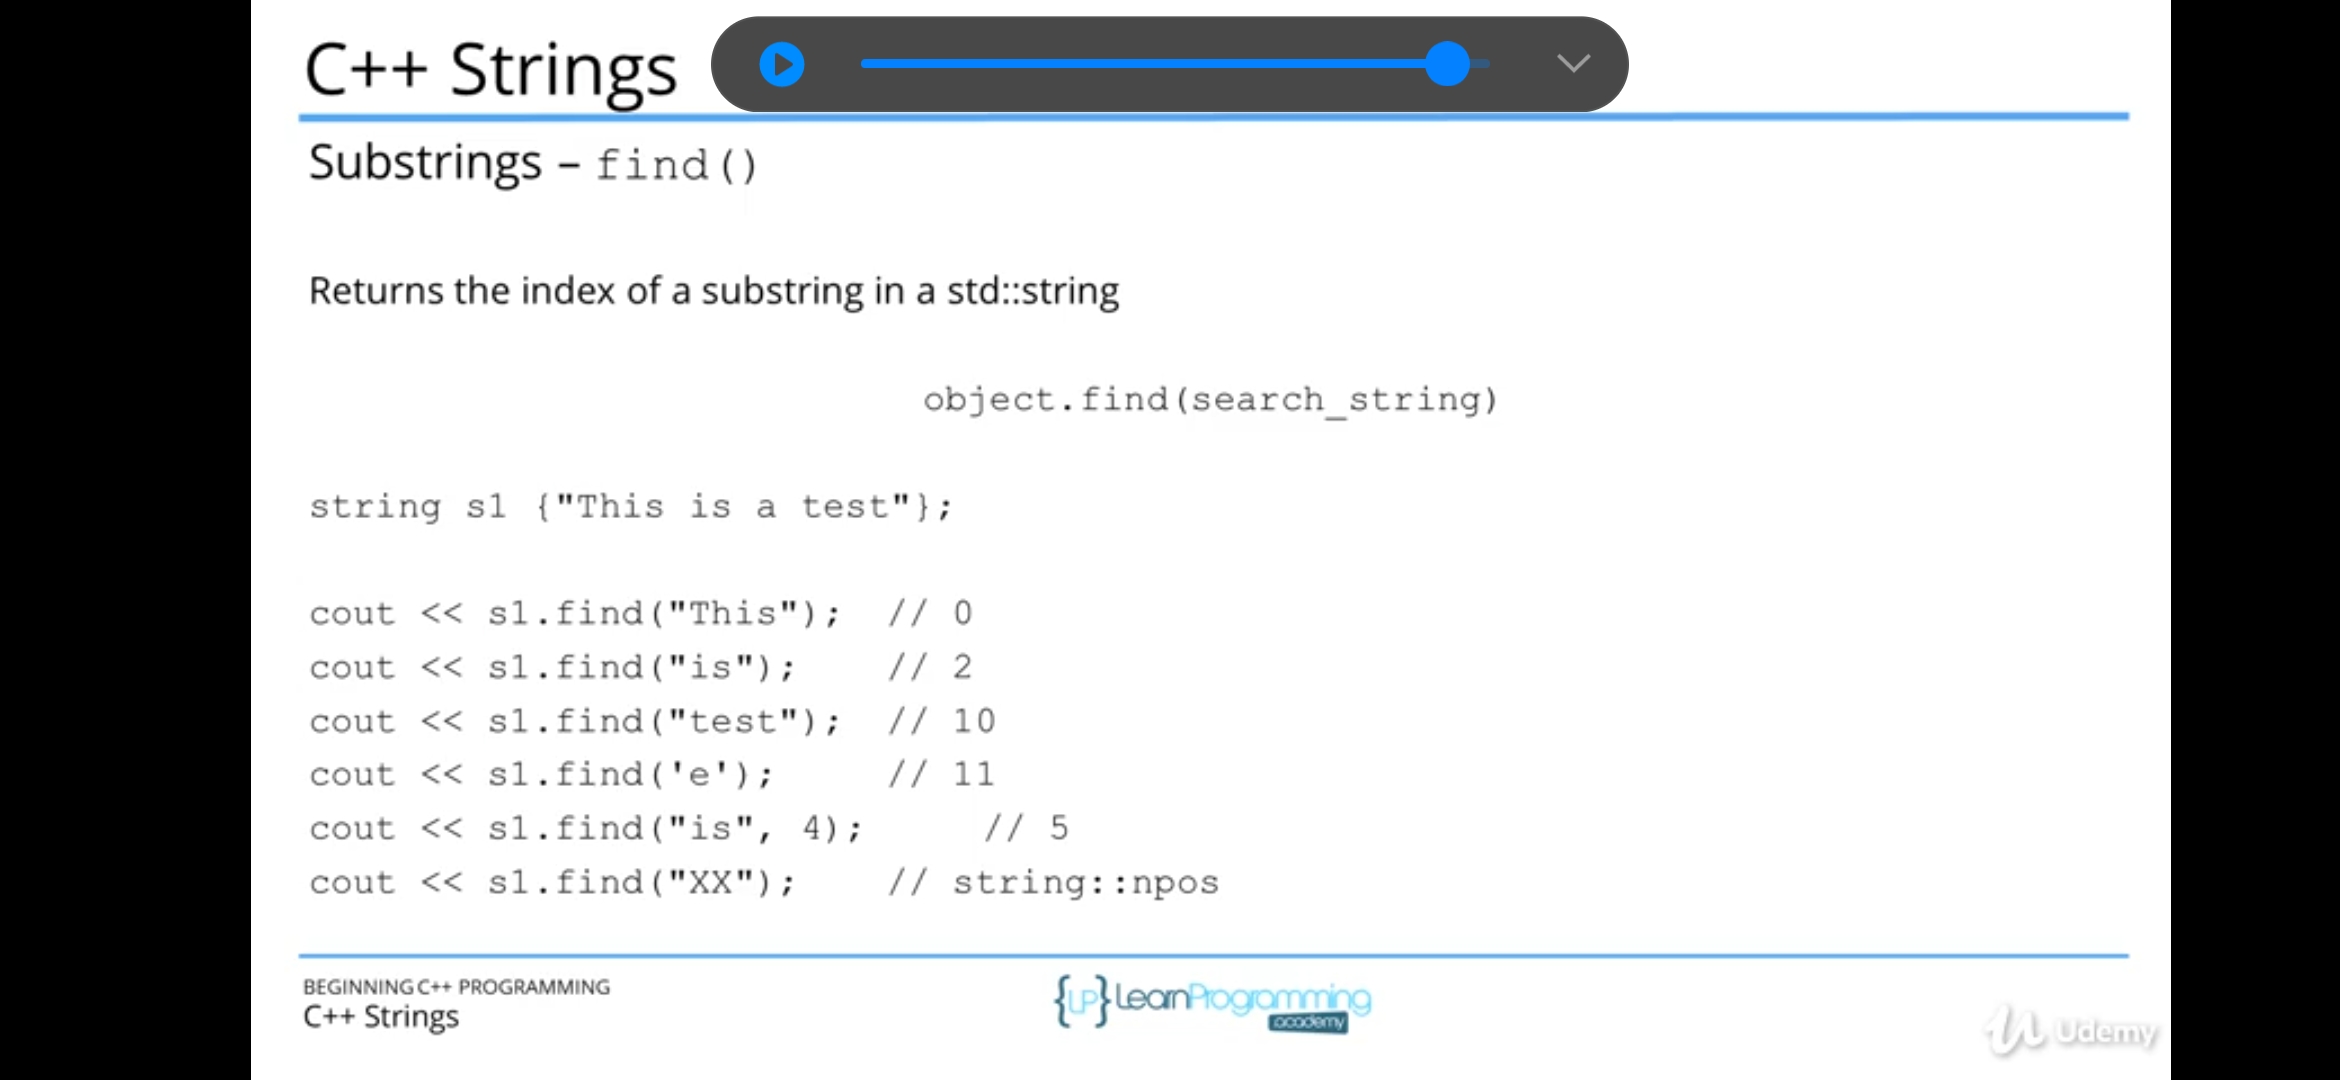 C++ Strings
Substrings – find()
Returns the index of a substring in a std::string
object.find(search_string)
string s1 {"This is a test"};
cout << s1.find("This");  // 0
cout << s1.find("is");    // 2
cout << s1.find("test");  // 10
cout << s1.find('e');     // 11
cout << s1.find("is", 4);     // 5
cout << s1.find("XX");    // string::npos
BEGINNING C++ PROGRAMMING
C++ Strings
{LP} LearnProgramming
academy
Udemy